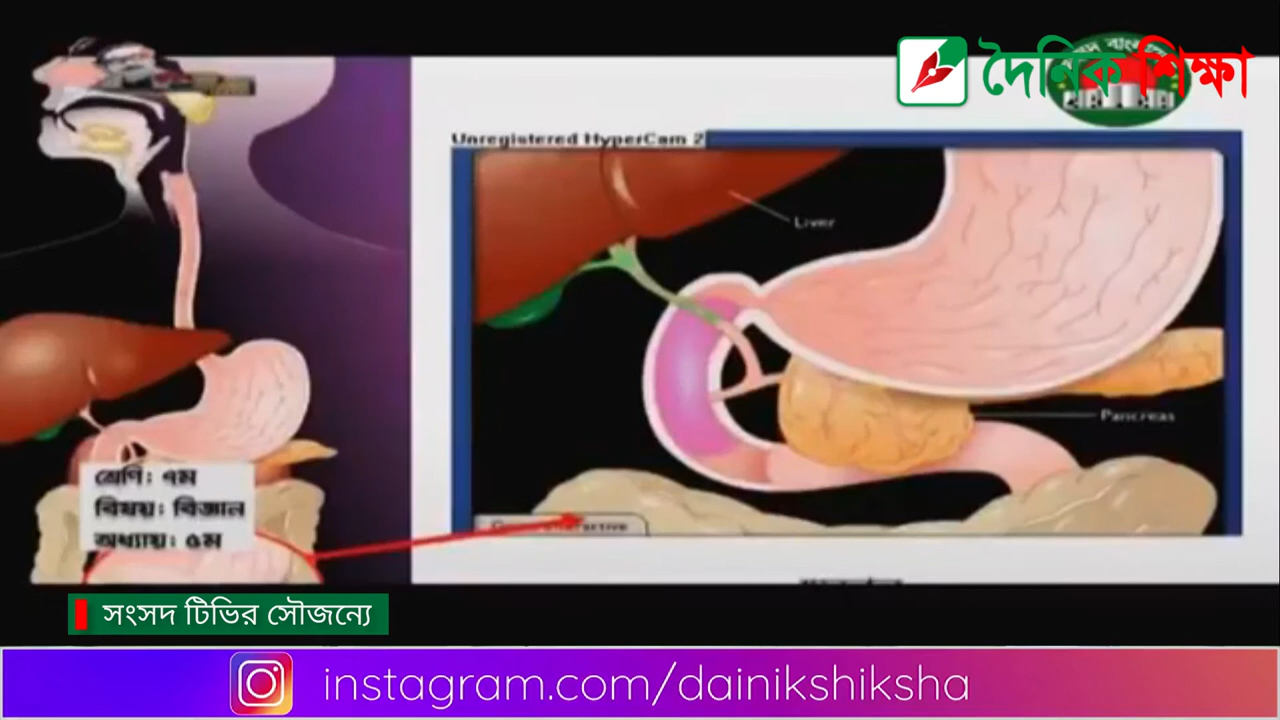 দৈনিক শিক্ষা
Unregistered HyperCam 2
Liver
Pancreas
শ্রেণি: ৭ম
বিষয়: বিজ্ঞান
অধ্যায়: ৫ম
সংসদ টিভির সৌজন্যে
instagram.com/dainikshiksha